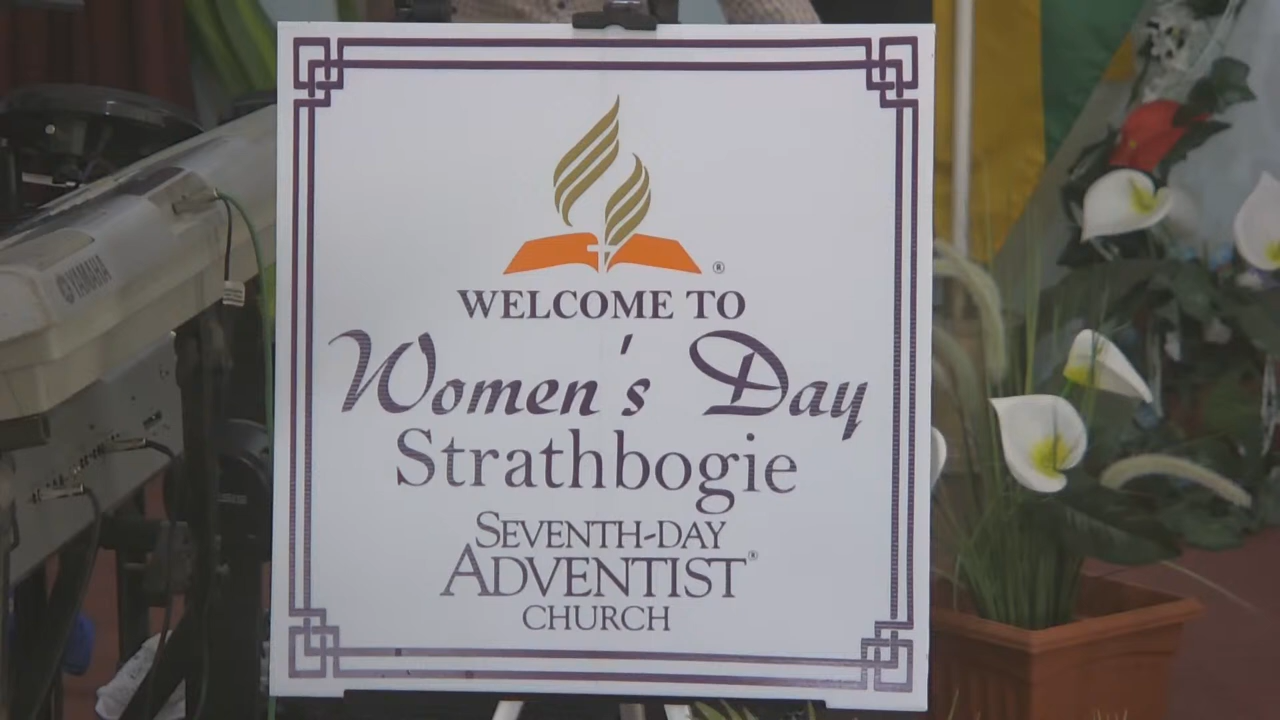 YAMAHA
®
WELCOME TO
Women's Day
Strathbogie
SEVENTH-DAY
ADVENTIST®
CHURCH